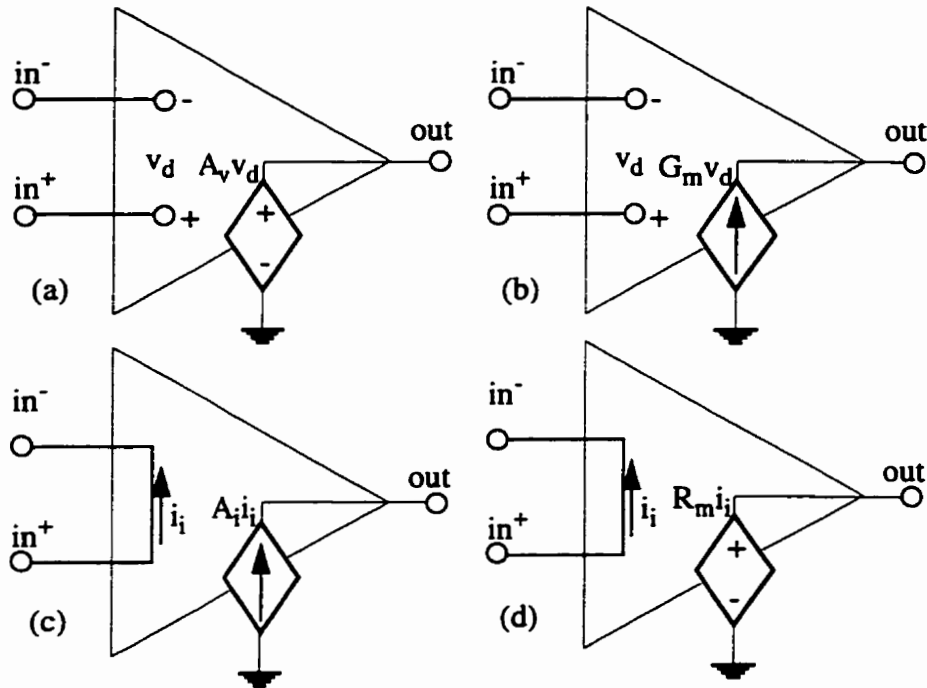 in⁻
-
out
v_d A_v v_d
in⁺
+
+
-
(a)
in⁻
-
out
v_d G_m v_d
in⁺
+
(b)
in⁻
out
i_i A_i i_i
in⁺
(c)
in⁻
out
i_i R_m i_i
in⁺
+
-
(d)